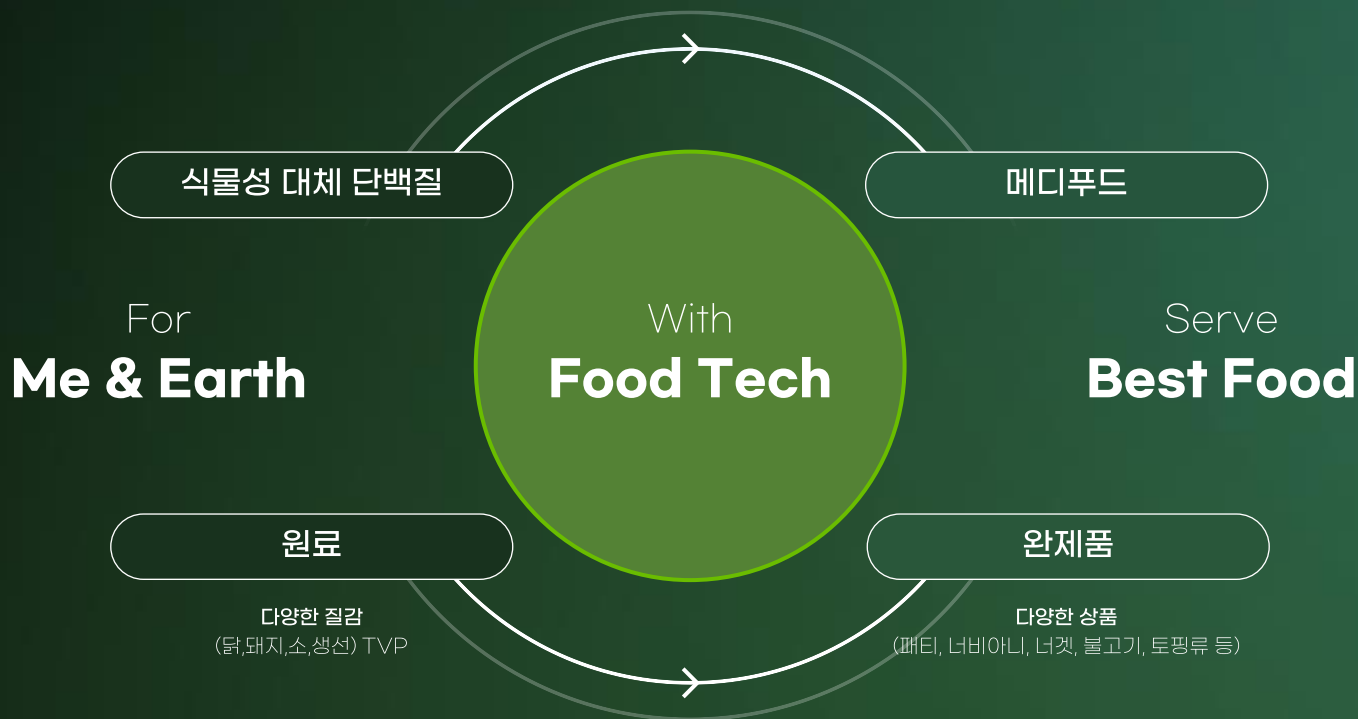 식물성 대체 단백질
메디푸드
For
Me & Earth
With
Food Tech
Serve
Best Food
원료
다양한 질감
(닭,돼지,소,생선) TVP
완제품
다양한 상품
(패티, 너비아니, 너겟, 불고기, 토핑류 등)